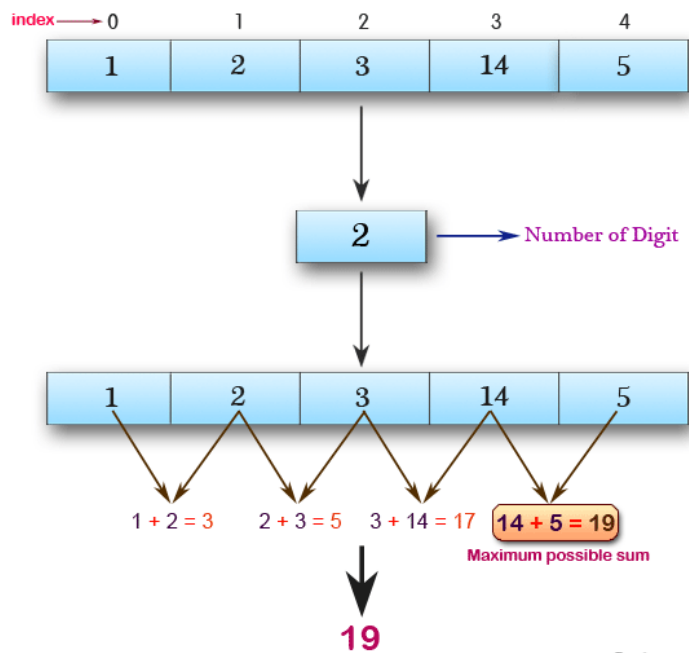 index 0 1 2 3 4
1 2 3 14 5
2 Number of Digit
1 2 3 14 5
1 + 2 = 3 2 + 3 = 5 3 + 14 = 17 14 + 5 = 19
Maximum possible sum
19